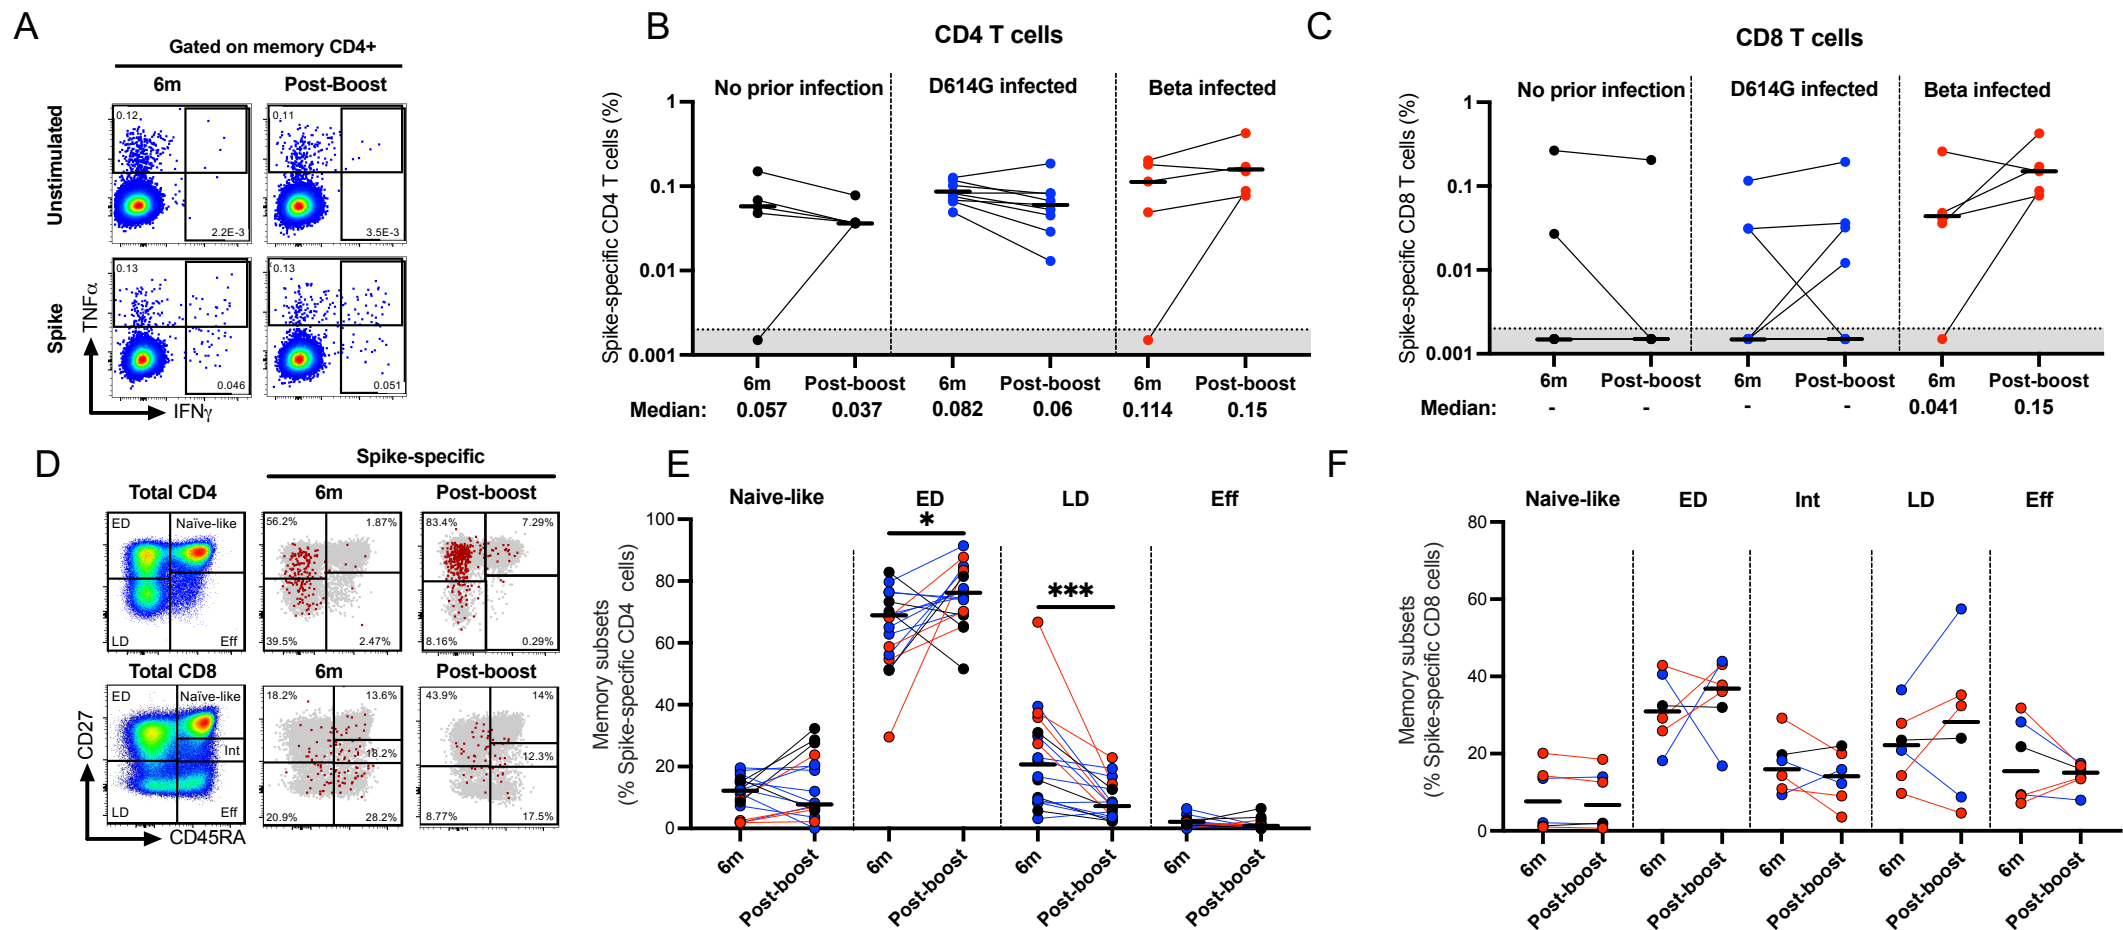 A
Gated on memory CD4+
6m
Post-Boost
Unstimulated
0.12
2.2E-3
0.11
3.5E-3
Spike
0.13
0.046
0.13
0.051
TNFα
IFNγ
B
CD4 T cells
No prior infection
D614G infected
Beta infected
Spike-specific CD4 T cells (%)
1
0.1
0.01
0.001
6m
Post-boost
6m
Post-boost
6m
Post-boost
Median:
0.057
0.037
0.082
0.06
0.114
0.15
C
CD8 T cells
No prior infection
D614G infected
Beta infected
Spike-specific CD8 T cells (%)
1
0.1
0.01
0.001
6m
Post-boost
6m
Post-boost
6m
Post-boost
Median:
-
-
-
-
0.041
0.15
D
Spike-specific
Total CD4
6m
Post-boost
ED
Naïve-like
LD
Eff
56.2%
1.87%
39.5%
2.47%
83.4%
7.29%
8.16%
0.29%
Total CD8
6m
Post-boost
ED
Naïve-like
Int
LD
Eff
18.2%
13.6%
18.2%
20.9%
28.2%
43.9%
14%
12.3%
8.77%
17.5%
CD27
CD45RA
E
Naive-like
ED
LD
Eff
*
***
Memory subsets
(% Spike-specific CD4 cells)
100
80
60
40
20
0
6m
Post-boost
6m
Post-boost
6m
Post-boost
6m
Post-boost
F
Naive-like
ED
Int
LD
Eff
Memory subsets
(% Spike-specific CD8 cells)
80
60
40
20
0
6m
Post-boost
6m
Post-boost
6m
Post-boost
6m
Post-boost
6m
Post-boost